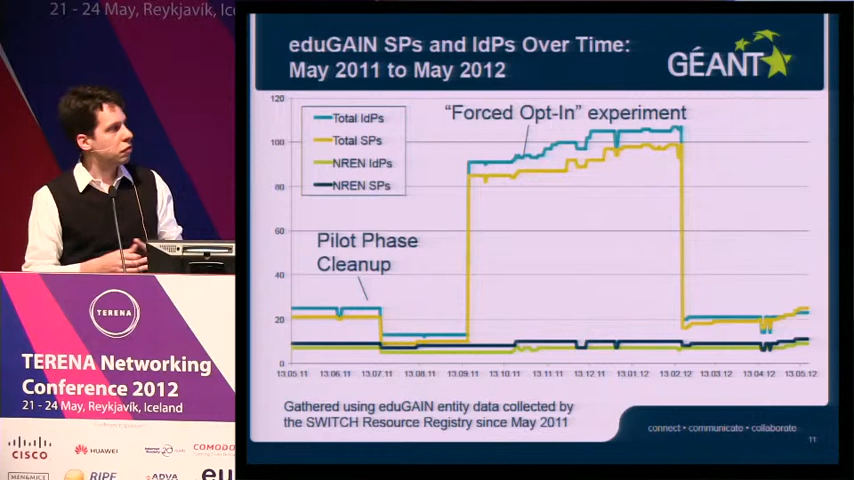 21 - 24 May, Reykjavík, Ic
eduGAIN SPs and IdPs Over Time:
May 2011 to May 2012
GÉANT
120
100
80
60
40
20
0
Total IdPs
Total SPs
NREN IdPs
NREN SPs
"Forced Opt-In" experiment
Pilot Phase
Cleanup
13.05.11 13.06.11 13.07.11 13.08.11 13.09.11 13.10.11 13.11.11 13.12.11 13.01.12 13.02.12 13.03.12 13.04.12 13.05.12
Gathered using eduGAIN entity data collected by
the SWITCH Resource Registry since May 2011
connect • communicate • collaborate
11
TERENA
TERENA Networking
Conference 2012
21 - 24 May, Reykjavík, Iceland
CISCO
HUAWEI
COMODO
MEN&MICE
RIPE
ADVA
eu